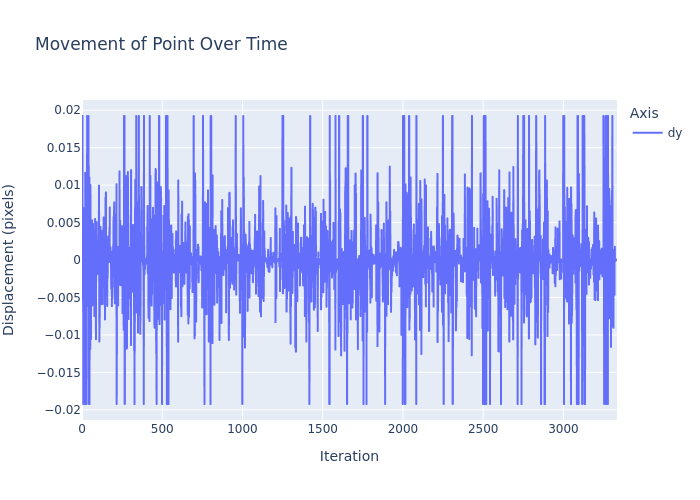 Movement of Point Over Time
Axis
dy
Displacement (pixels)
0.02
0.015
0.01
0.005
0
−0.005
−0.01
−0.015
−0.02
0 500 1000 1500 2000 2500 3000
Iteration